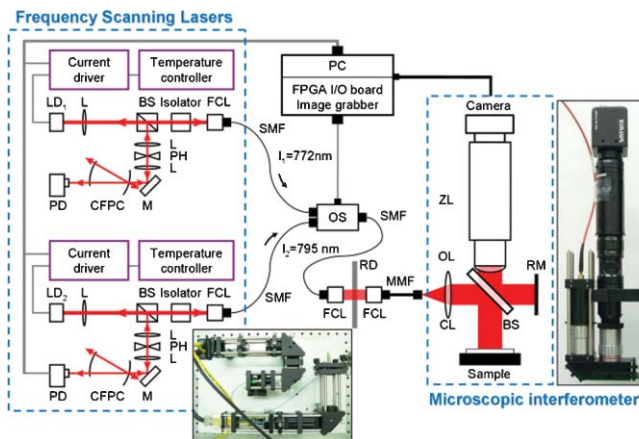 Frequency Scanning Lasers
Current driver
Temperature controller
LD1
L
BS
Isolator
FCL
SMF
L
PH
L
PD
CFPC
M
l1=772nm
PC
FPGA I/O board
Image grabber
OS
SMF
l2=795 nm
Current driver
Temperature controller
LD2
L
BS
Isolator
FCL
SMF
L
PH
L
PD
CFPC
M
RD
FCL
FCL
MMF
Camera
ZL
OL
RM
CL
BS
Sample
Microscopic interferometer